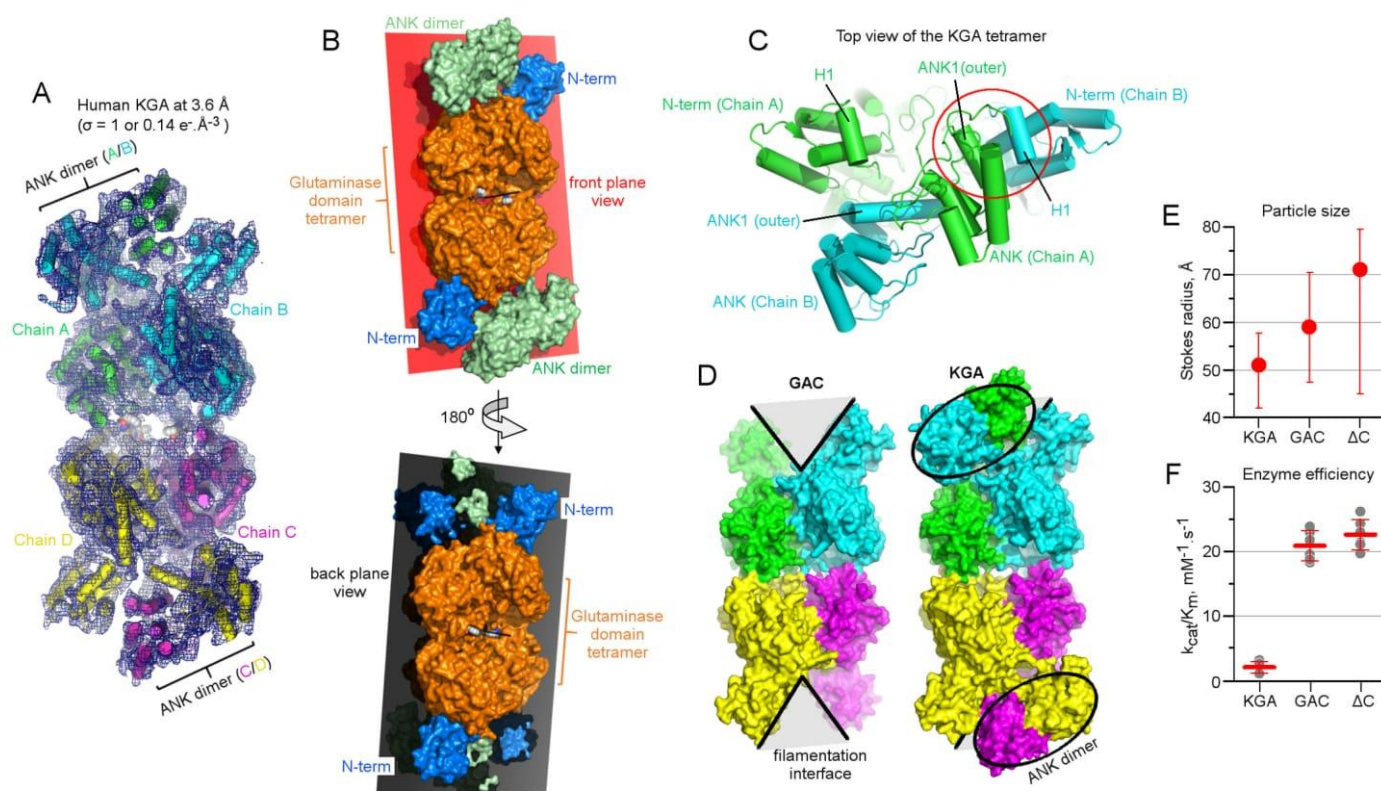 A
Human KGA at 3.6 Å
(σ = 1 or 0.14 e⁻.Å⁻³ )
ANK dimer (A/B)
Chain A
Chain B
Chain D
Chain C
ANK dimer (C/D)
B
ANK dimer
N-term
Glutaminase
domain
tetramer
front plane
view
N-term
ANK dimer
180º
N-term
back plane
view
Glutaminase
domain
tetramer
N-term
C
Top view of the KGA tetramer
ANK1(outer)
H1
N-term (Chain A)
N-term (Chain B)
ANK1 (outer)
H1
ANK (Chain A)
ANK (Chain B)
D
GAC
KGA
filamentation
interface
ANK dimer
E
Particle size
Stokes radius, Å
80
70
60
50
40
KGA GAC ΔC
F
Enzyme efficiency
kcat/Km, mM⁻¹.s⁻¹
30
20
10
0
KGA GAC ΔC